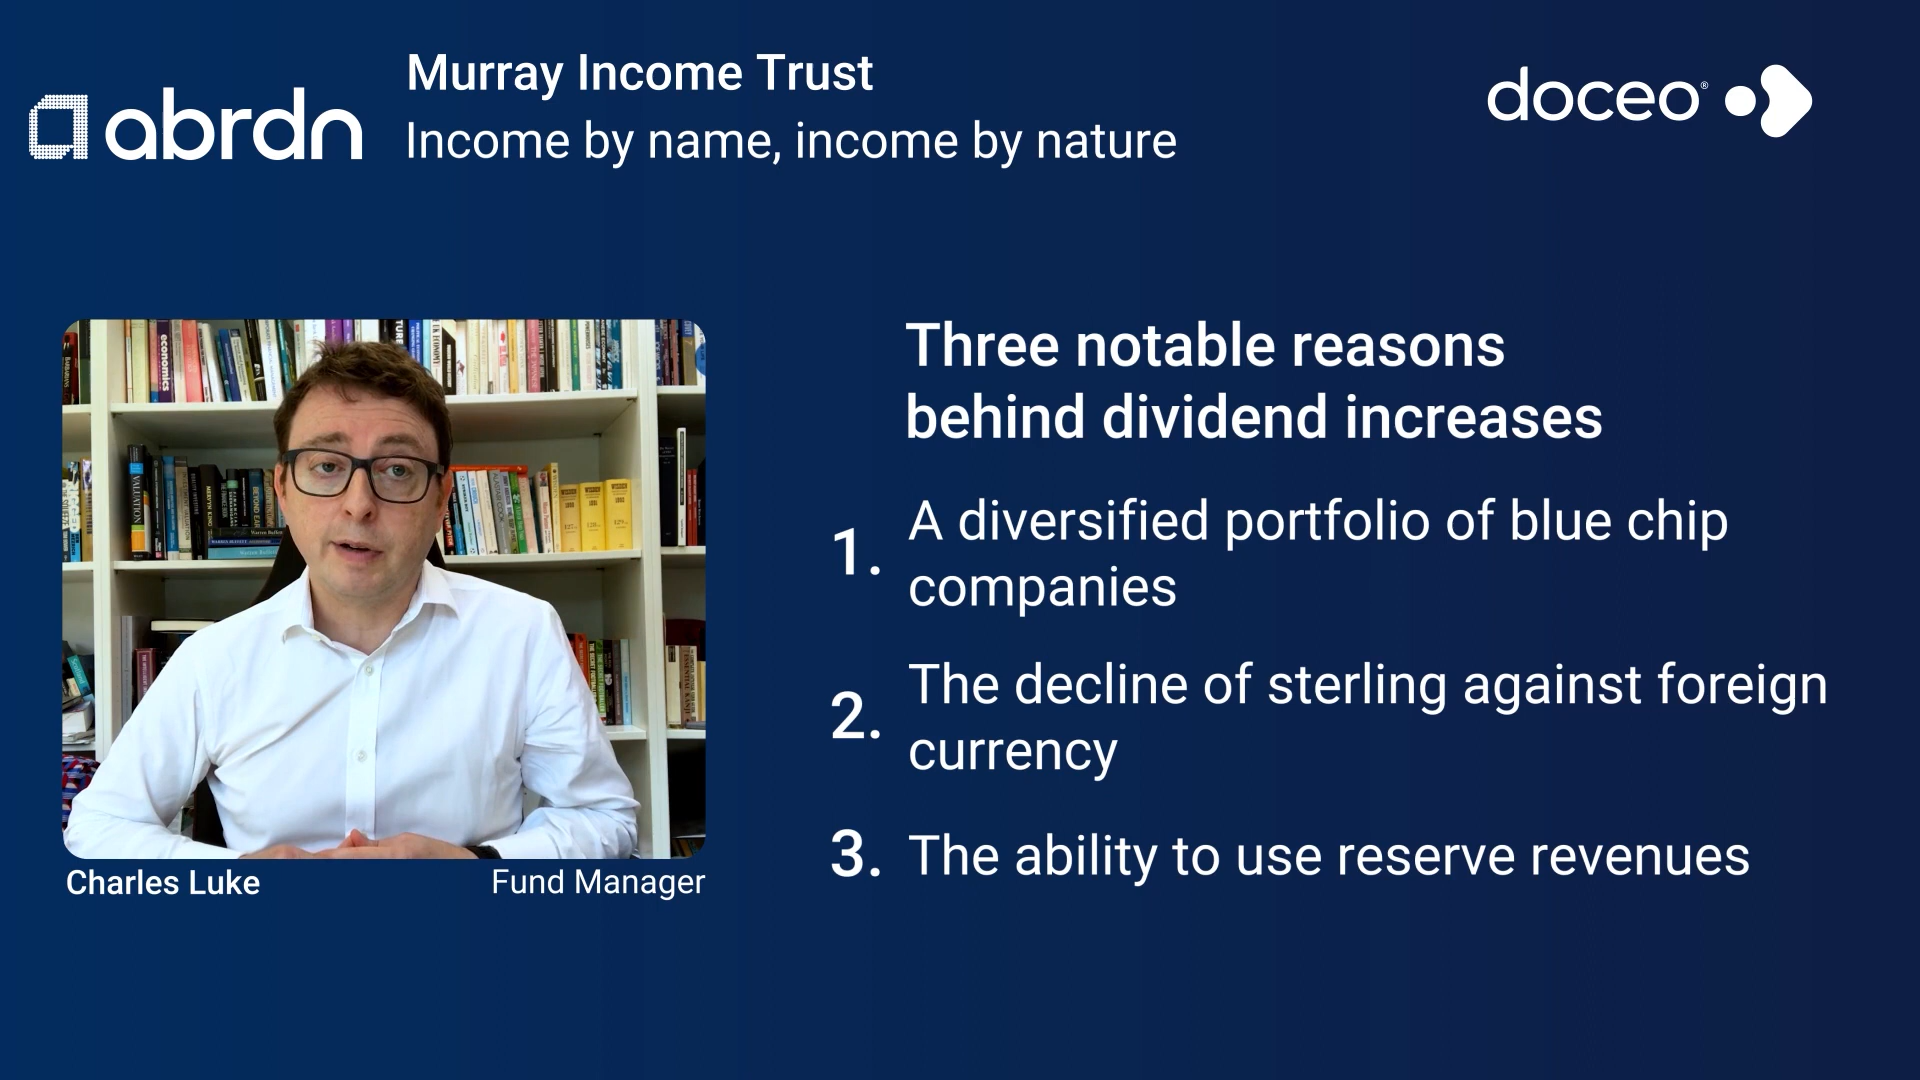 abrdn
Murray Income Trust
Income by name, income by nature
doceo®
Three notable reasons
behind dividend increases
1. A diversified portfolio of blue chip
companies
2. The decline of sterling against foreign
currency
3. The ability to use reserve revenues
Charles Luke
Fund Manager
economics
VALUATION